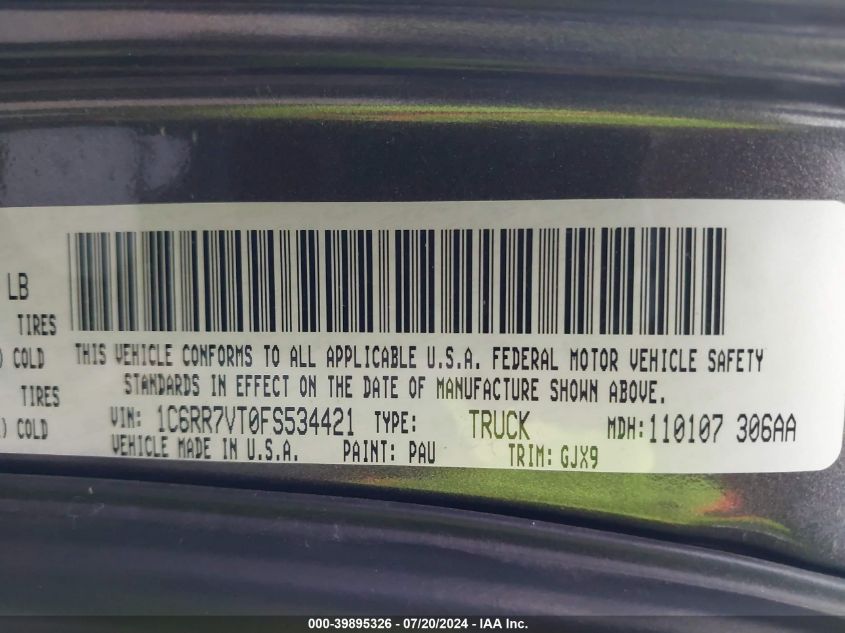 LB
TIRES
) COLD
THIS VEHICLE CONFORMS TO ALL APPLICABLE U.S.A. FEDERAL MOTOR VEHICLE SAFETY
STANDARDS IN EFFECT ON THE DATE OF MANUFACTURE SHOWN ABOVE.
TIRES
) COLD
VIN: 1C6RR7VT0FS534421 TYPE: TRUCK MDH:110107 306AA
VEHICLE MADE IN U.S.A. PAINT: PAU TRIM: GJX9
000-39895326 - 07/20/2024 - IAA Inc.